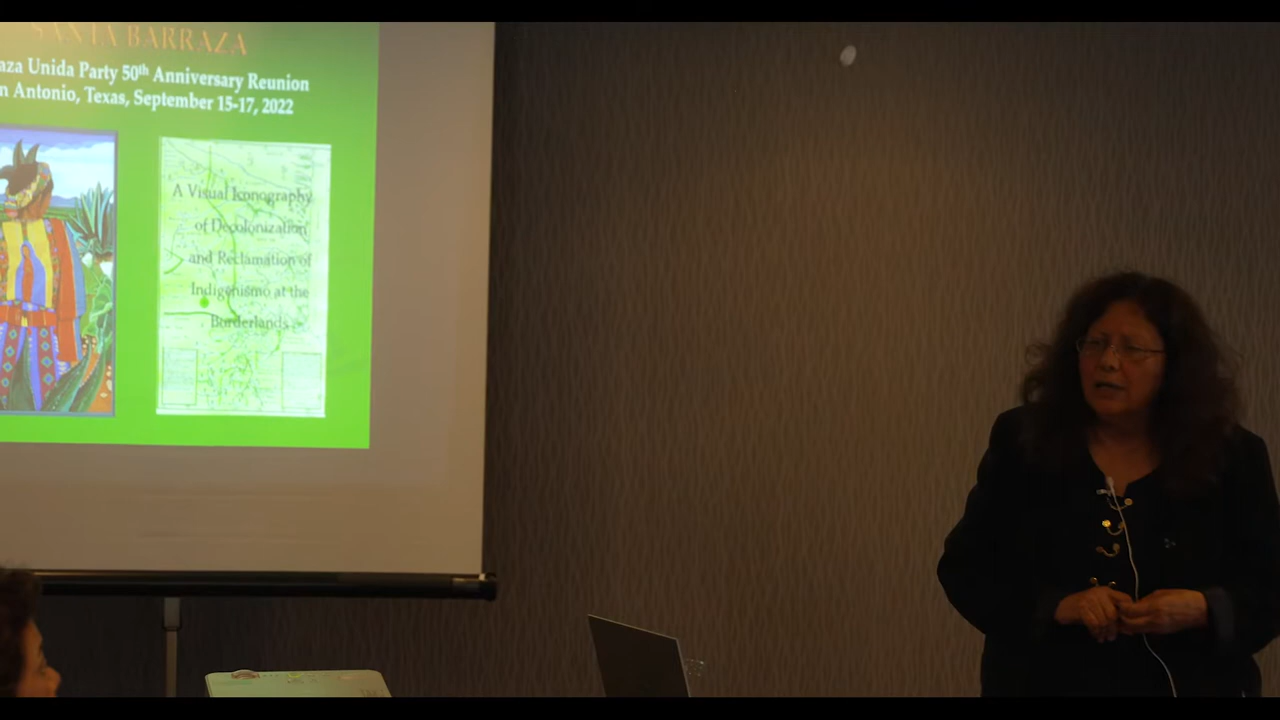 SANTA BARRAZA
aza Unida Party 50th Anniversary Reunion
n Antonio, Texas, September 15-17, 2022
A Visual Iconography
of Decolonization
and Reclamation of
Indigenismo at the
Borderlands